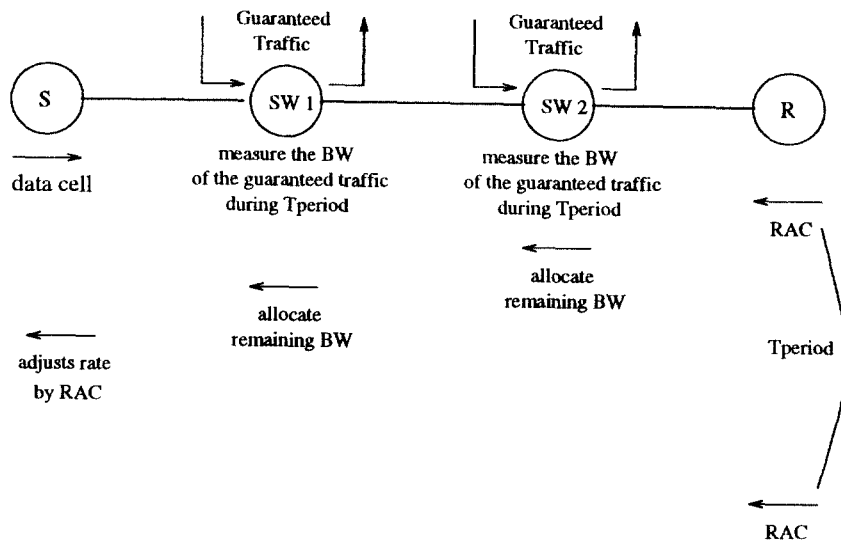 Guaranteed
Traffic
Guaranteed
Traffic
S
SW 1
SW 2
R
data cell
measure the BW
of the guaranteed traffic
during Tperiod
measure the BW
of the guaranteed traffic
during Tperiod
RAC
allocate
remaining BW
allocate
remaining BW
adjusts rate
by RAC
Tperiod
RAC